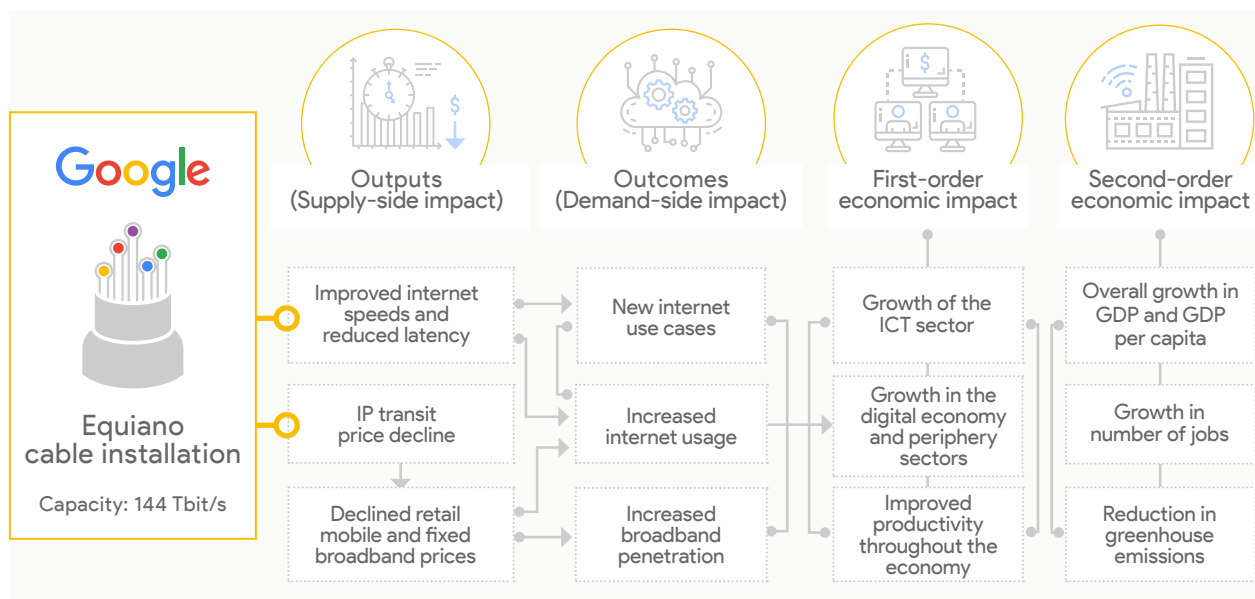 Google
Equiano
cable installation
Capacity: 144 Tbit/s
$
Outputs
(Supply-side impact)
Improved internet
speeds and
reduced latency
IP transit
price decline
Declined retail
mobile and fixed
broadband prices
Outcomes
(Demand-side impact)
New internet
use cases
Increased
internet usage
Increased
broadband
penetration
$
First-order
economic impact
Growth of the
ICT sector
Growth in the
digital economy
and periphery
sectors
Improved
productivity
throughout the
economy
Second-order
economic impact
Overall growth in
GDP and GDP
per capita
Growth in
number of jobs
Reduction in
greenhouse
emissions